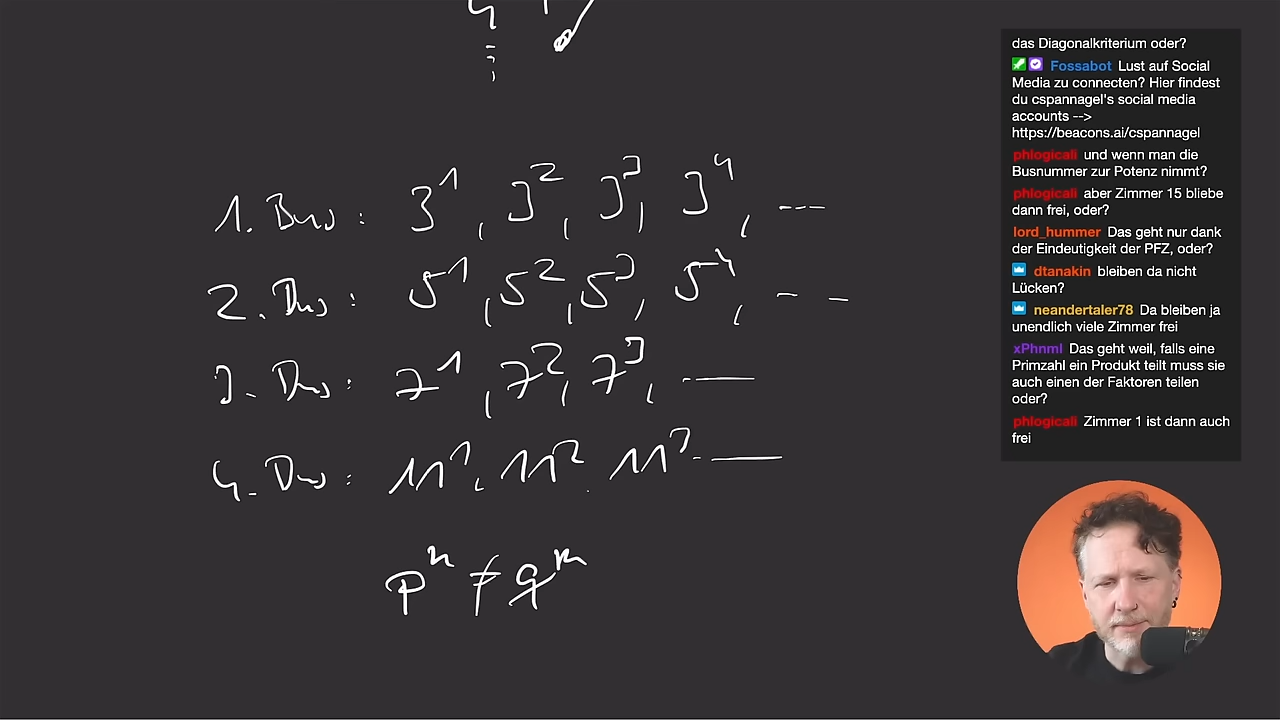 1. Bus: 3^1, 3^2, 3^3, 3^4, ---
2. Bus: 5^1, 5^2, 5^3, 5^4, - - -
3. Bus: 7^1, 7^2, 7^3, ---
4. Bus: 11^1, 11^2, 11^3 ---
p^n ≠ q^m
das Diagonalkriterium oder?
Fossabot Lust auf Social
Media zu connecten? Hier findest
du cspannagel's social media
accounts -->
https://beacons.ai/cspannagel
phlogicali und wenn man die
Busnummer zur Potenz nimmt?
phlogicali aber Zimmer 15 bliebe
dann frei, oder?
lord_hummer Das geht nur dank
der Eindeutigkeit der PFZ, oder?
dtanakin bleiben da nicht
Lücken?
neandertaler78 Da bleiben ja
unendlich viele Zimmer frei
xPhnml Das geht weil, falls eine
Primzahl ein Produkt teilt muss sie
auch einen der Faktoren teilen
oder?
phlogicali Zimmer 1 ist dann auch
frei